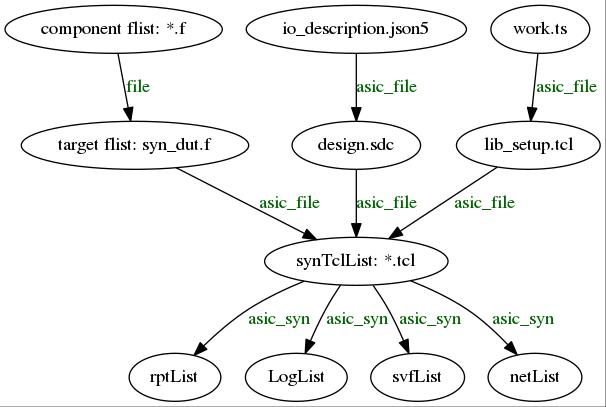 component flist: *.f
io_description.json5
work.ts
file
asic_file
asic_file
target flist: syn_dut.f
design.sdc
lib_setup.tcl
asic_file
asic_file
asic_file
synTclList: *.tcl
asic_syn
asic_syn
asic_syn
asic_syn
rptList
LogList
svfList
netList